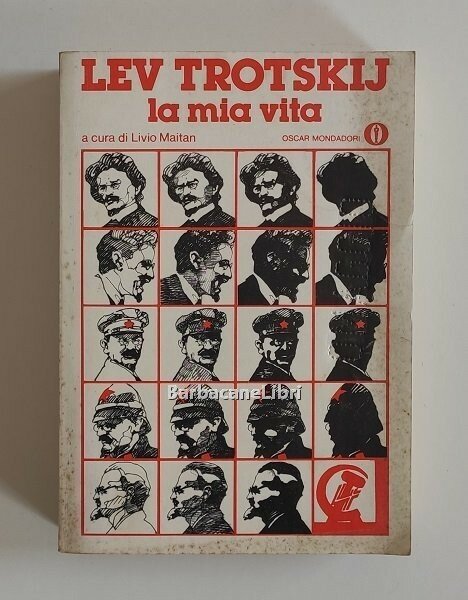 LEV TROTSKIJ
la mia vita
a cura di Livio Maitan
OSCAR MONDADORI
BarbacaneLibri